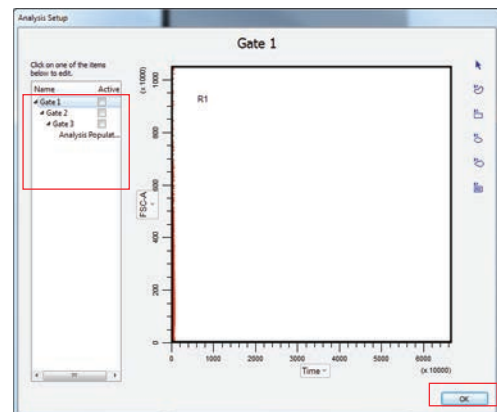 Analysis Setup
Gate 1
Click on one of the items
below to edit.
Name Active
Gate 1
Gate 2
Gate 3
Analysis Populat...
(x 1000)
1000
800
600
400
200
0
FSC-A
R1
0 1000 2000 3000 4000 5000 6000
Time
(x 10000)
OK